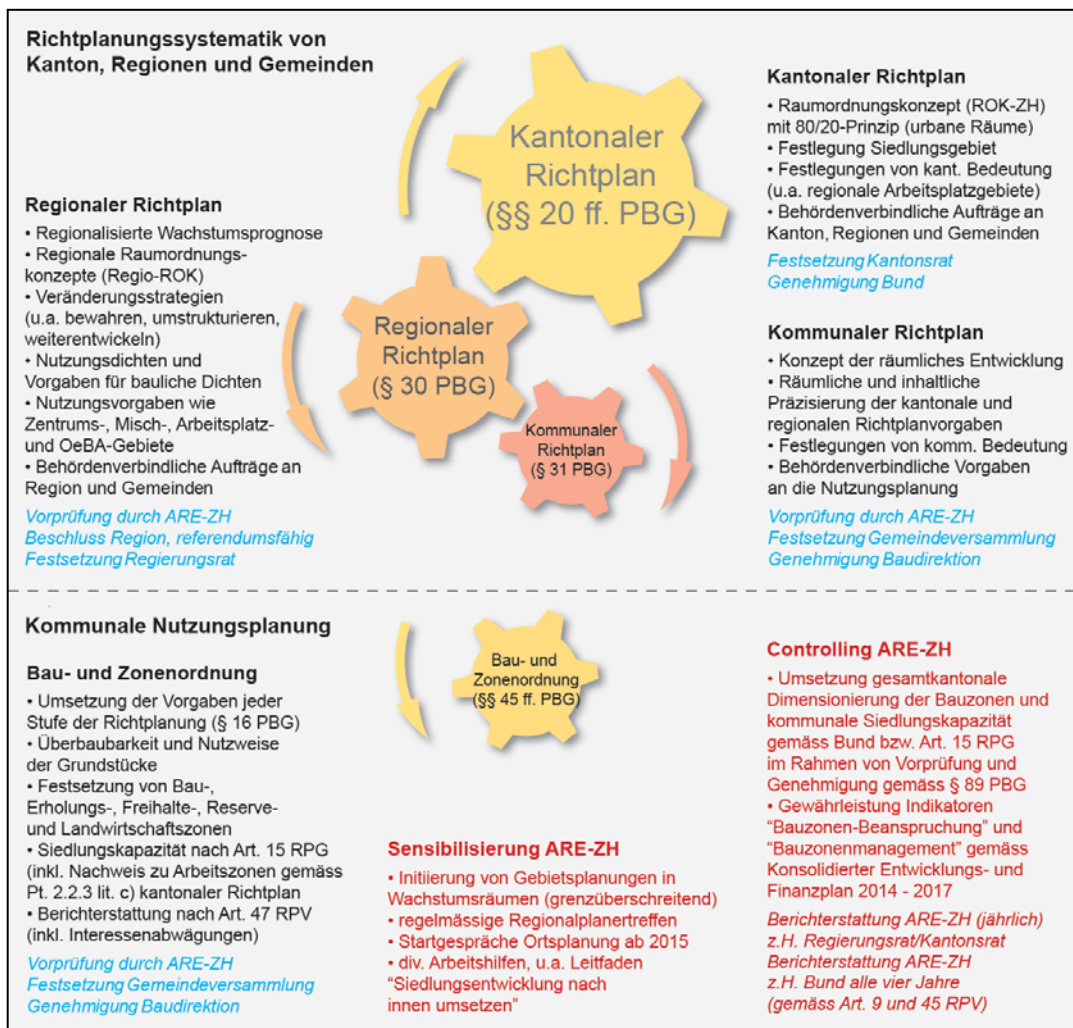 Richtplanungssystematik von
Kanton, Regionen und Gemeinden
Regionaler Richtplan
• Regionalisierte Wachstumsprognose
• Regionale Raumordnungs-
konzepte (Regio-ROK)
• Veränderungsstrategien
(u.a. bewahren, umstrukturieren,
weiterentwickeln)
• Nutzungsdichten und
Vorgaben für bauliche Dichten
• Nutzungsvorgaben wie
Zentrums-, Misch-, Arbeitsplatz-
und OeBA-Gebiete
• Behördenverbindliche Aufträge an
Region und Gemeinden
Vorprüfung durch ARE-ZH
Beschluss Region, referendumsfähig
Festsetzung Regierungsrat
Kantonaler
Richtplan
(§§ 20 ff. PBG)
Regionaler
Richtplan
(§ 30 PBG)
Kommunaler
Richtplan
(§ 31 PBG)
Kantonaler Richtplan
• Raumordnungskonzept (ROK-ZH)
mit 80/20-Prinzip (urbane Räume)
• Festlegung Siedlungsgebiet
• Festlegungen von kant. Bedeutung
(u.a. regionale Arbeitsplatzgebiete)
• Behördenverbindliche Aufträge an
Kanton, Regionen und Gemeinden
Festsetzung Kantonsrat
Genehmigung Bund
Kommunaler Richtplan
• Konzept der räumliches Entwicklung
• Räumliche und inhaltliche
Präzisierung der kantonale und
regionalen Richtplanvorgaben
• Festlegungen von komm. Bedeutung
• Behördenverbindliche Vorgaben
an die Nutzungsplanung
Vorprüfung durch ARE-ZH
Festsetzung Gemeindeversammlung
Genehmigung Baudirektion
Kommunale Nutzungsplanung
Bau- und Zonenordnung
• Umsetzung der Vorgaben jeder
Stufe der Richtplanung (§ 16 PBG)
• Überbaubarkeit und Nutzweise
der Grundstücke
• Festsetzung von Bau-,
Erholungs-, Freihalte-, Reserve-
und Landwirtschaftszonen
• Siedlungskapazität nach Art. 15 RPG
(inkl. Nachweis zu Arbeitszonen gemäss
Pt. 2.2.3 lit. c) kantonaler Richtplan
• Berichterstattung nach Art. 47 RPV
(inkl. Interessenabwägungen)
Vorprüfung durch ARE-ZH
Festsetzung Gemeindeversammlung
Genehmigung Baudirektion
Bau- und
Zonenordnung
(§§ 45 ff. PBG)
Sensibilisierung ARE-ZH
• Initiierung von Gebietsplanungen in
Wachstumsräumen (grenzüberschreitend)
• regelmässige Regionalplanertreffen
• Startgespräche Ortsplanung ab 2015
• div. Arbeitshilfen, u.a. Leitfaden
“Siedlungsentwicklung nach
innen umsetzen”
Controlling ARE-ZH
• Umsetzung gesamtkantonale
Dimensionierung der Bauzonen und
kommunale Siedlungskapazität
gemäss Bund bzw. Art. 15 RPG
im Rahmen von Vorprüfung und
Genehmigung gemäss § 89 PBG
• Gewährleistung Indikatoren
“Bauzonen-Beanspruchung” und
“Bauzonenmanagement” gemäss
Konsolidierter Entwicklungs- und
Finanzplan 2014 - 2017
Berichterstattung ARE-ZH (jährlich)
z.H. Regierungsrat/Kantonsrat
Berichterstattung ARE-ZH
z.H. Bund alle vier Jahre
(gemäss Art. 9 und 45 RPV)